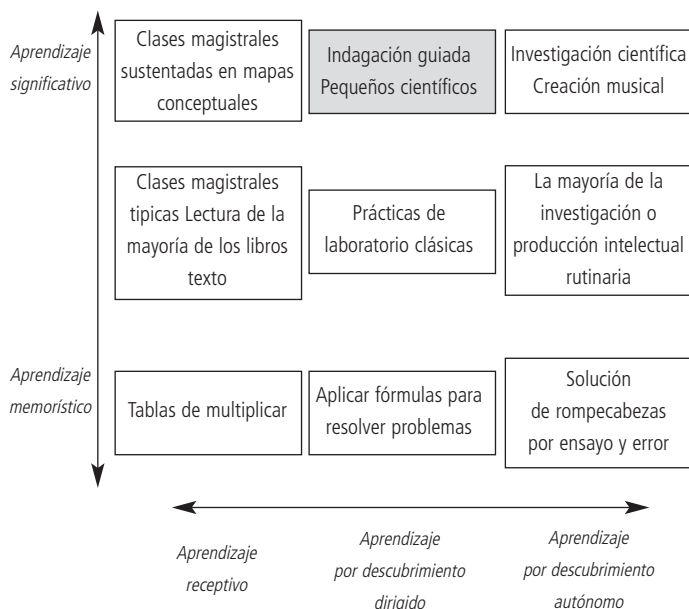 Aprendizaje
significativo
Clases magistrales
sustentadas en mapas
conceptuales
Indagación guiada
Pequeños científicos
Investigación científica
Creación musical
Clases magistrales
tipicas Lectura de la
mayoría de los libros
texto
Prácticas de
laboratorio clásicas
La mayoría de la
investigación o
producción intelectual
rutinaria
Aprendizaje
memorístico
Tablas de multiplicar
Aplicar fórmulas para
resolver problemas
Solución
de rompecabezas
por ensayo y error
Aprendizaje
receptivo
Aprendizaje
por descubrimiento
dirigido
Aprendizaje
por descubrimiento
autónomo